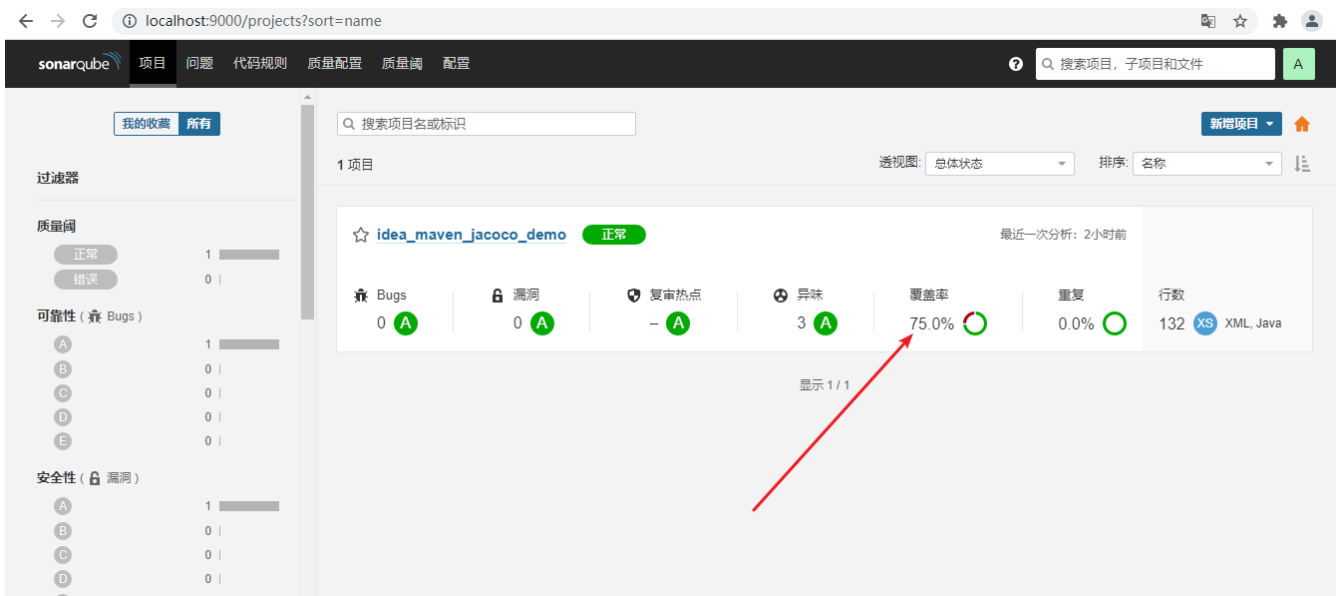 localhost:9000/projects?sort=name
sonarqube 项目 问题 代码规则 质量配置 质量阈 配置 搜索项目，子项目和文件 A
我的收藏 所有
搜索项目名或标识
新增项目
1 项目
透视图: 总体状态 排序: 名称
过滤器
质量阈
正常 1
错误 0
可靠性 ( Bugs )
A 1
B 0
C 0
D 0
E 0
安全性 ( 漏洞 )
A 1
B 0
C 0
D 0
idea_maven_jacoco_demo 正常 最近一次分析：2小时前
Bugs 漏洞 复审热点 异味 覆盖率 重复 行数
0 A 0 A – A 3 A 75.0% 0.0% 132 XS XML, Java
显示 1 / 1